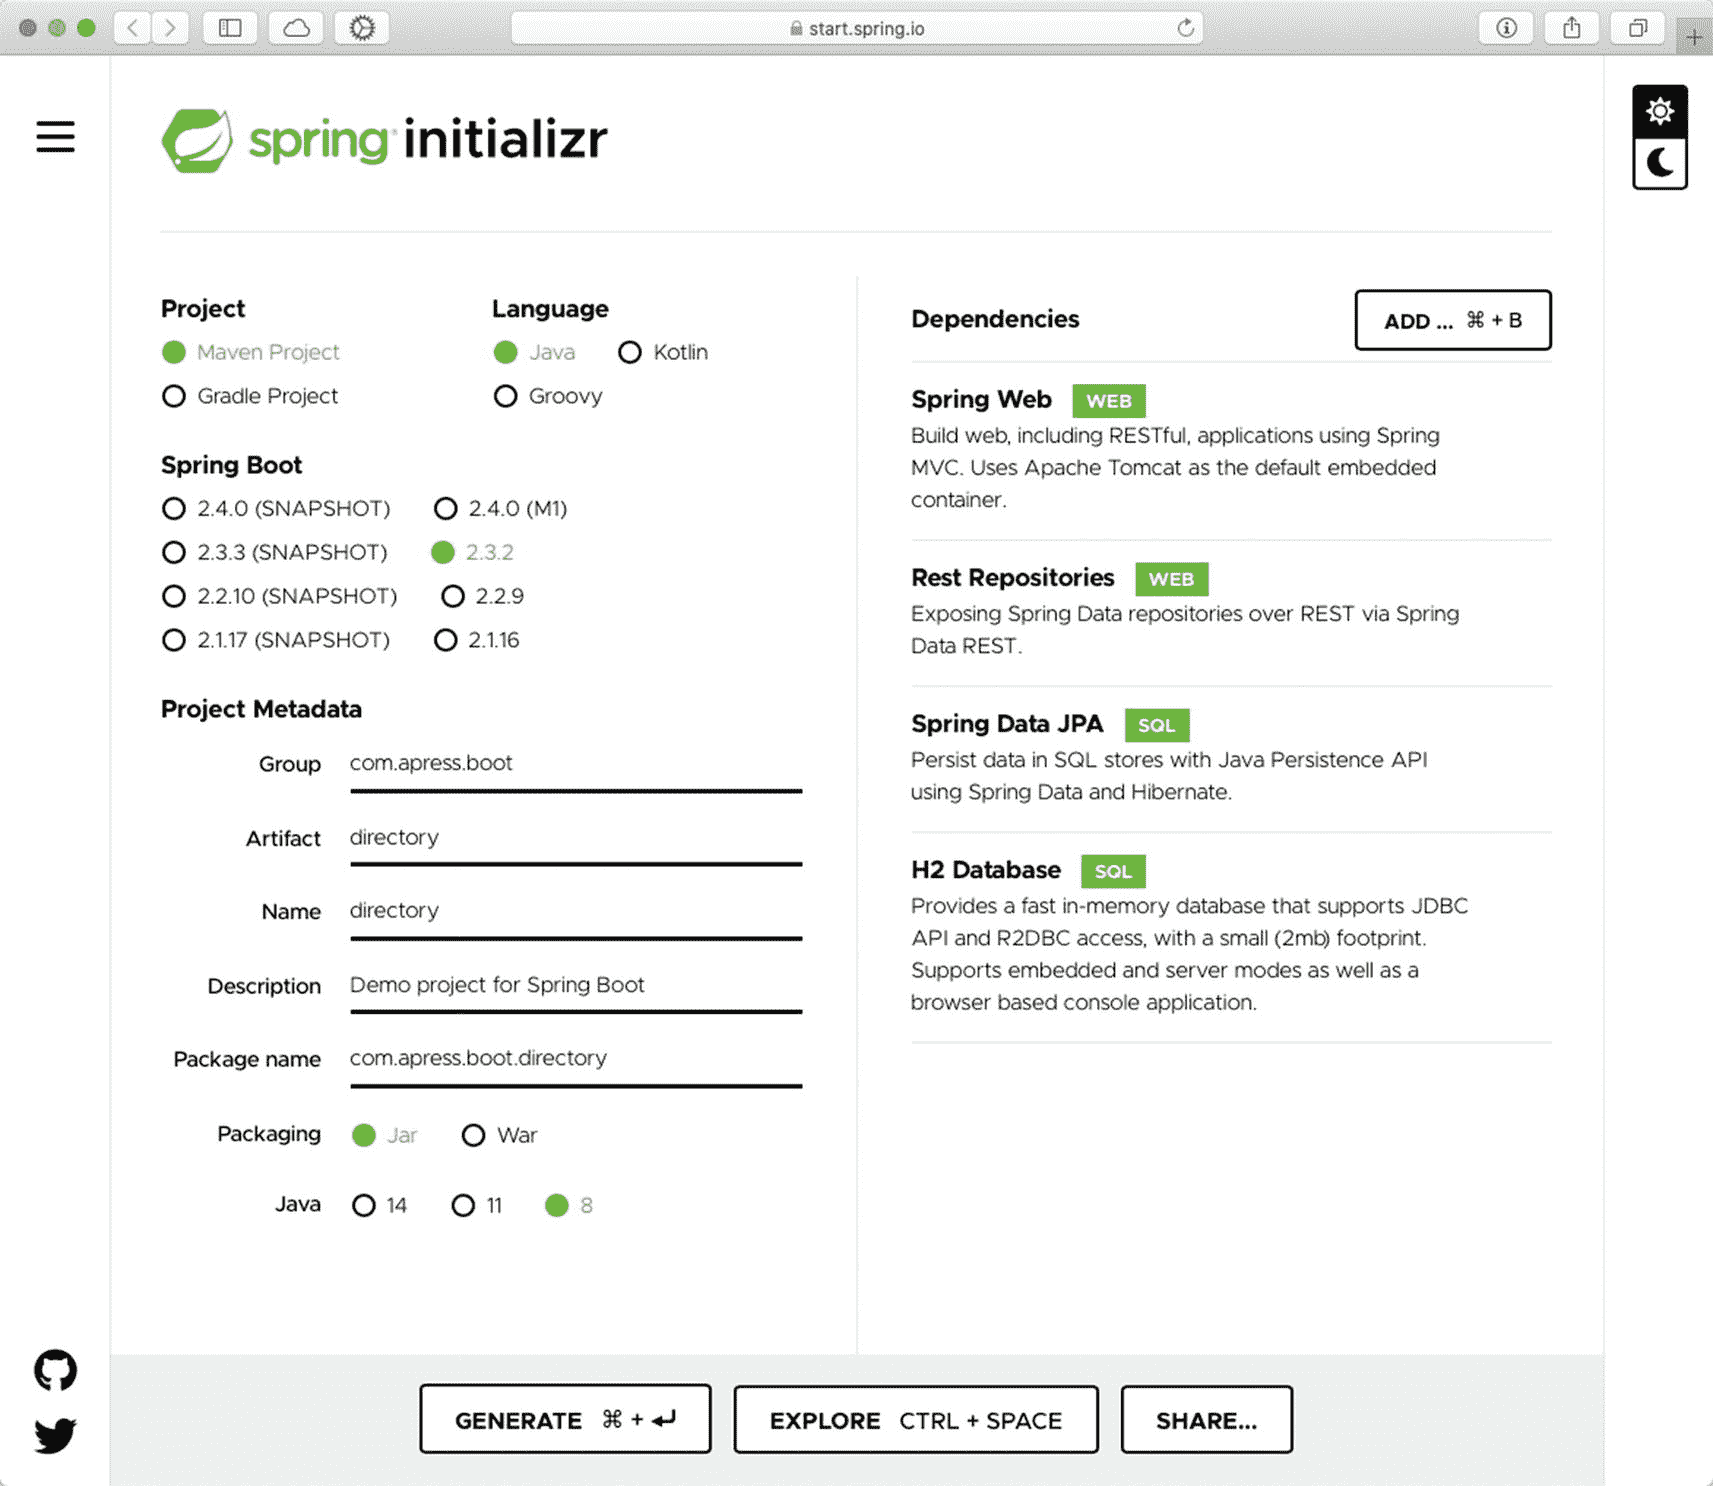 start.spring.io
spring initializr
Project
Maven Project
Gradle Project
Language
Java Kotlin
Groovy
Spring Boot
2.4.0 (SNAPSHOT) 2.4.0 (M1)
2.3.3 (SNAPSHOT) 2.3.2
2.2.10 (SNAPSHOT) 2.2.9
2.1.17 (SNAPSHOT) 2.1.16
Project Metadata
Group com.apress.boot
Artifact directory
Name directory
Description Demo project for Spring Boot
Package name com.apress.boot.directory
Packaging Jar War
Java 14 11 8
Dependencies
ADD ... ⌘ + B
Spring Web WEB
Build web, including RESTful, applications using Spring
MVC. Uses Apache Tomcat as the default embedded
container.
Rest Repositories WEB
Exposing Spring Data repositories over REST via Spring
Data REST.
Spring Data JPA SQL
Persist data in SQL stores with Java Persistence API
using Spring Data and Hibernate.
H2 Database SQL
Provides a fast in-memory database that supports JDBC
API and R2DBC access, with a small (2mb) footprint.
Supports embedded and server modes as well as a
browser based console application.
GENERATE ⌘ + ↵
EXPLORE CTRL + SPACE
SHARE...